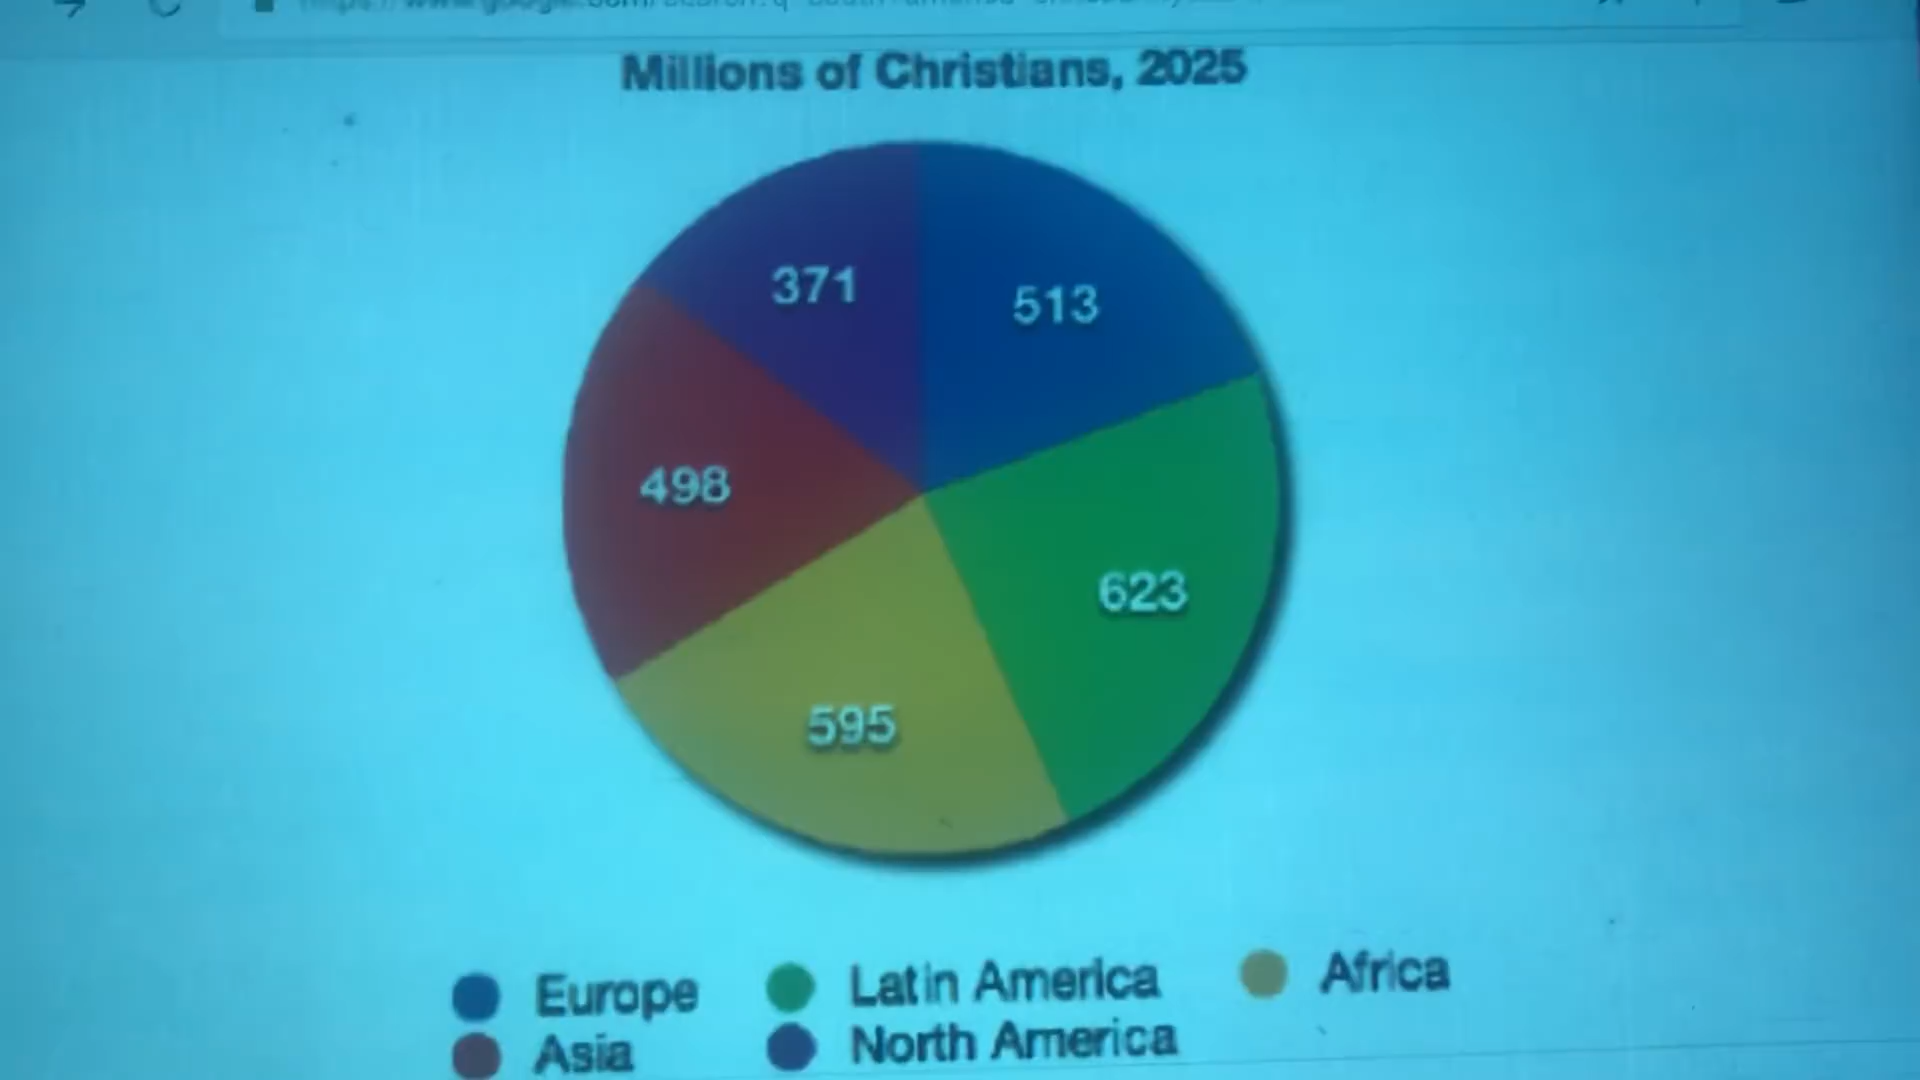 Millions of Christians, 2025
371
513
498
623
595
Europe
Latin America
Africa
Asia
North America